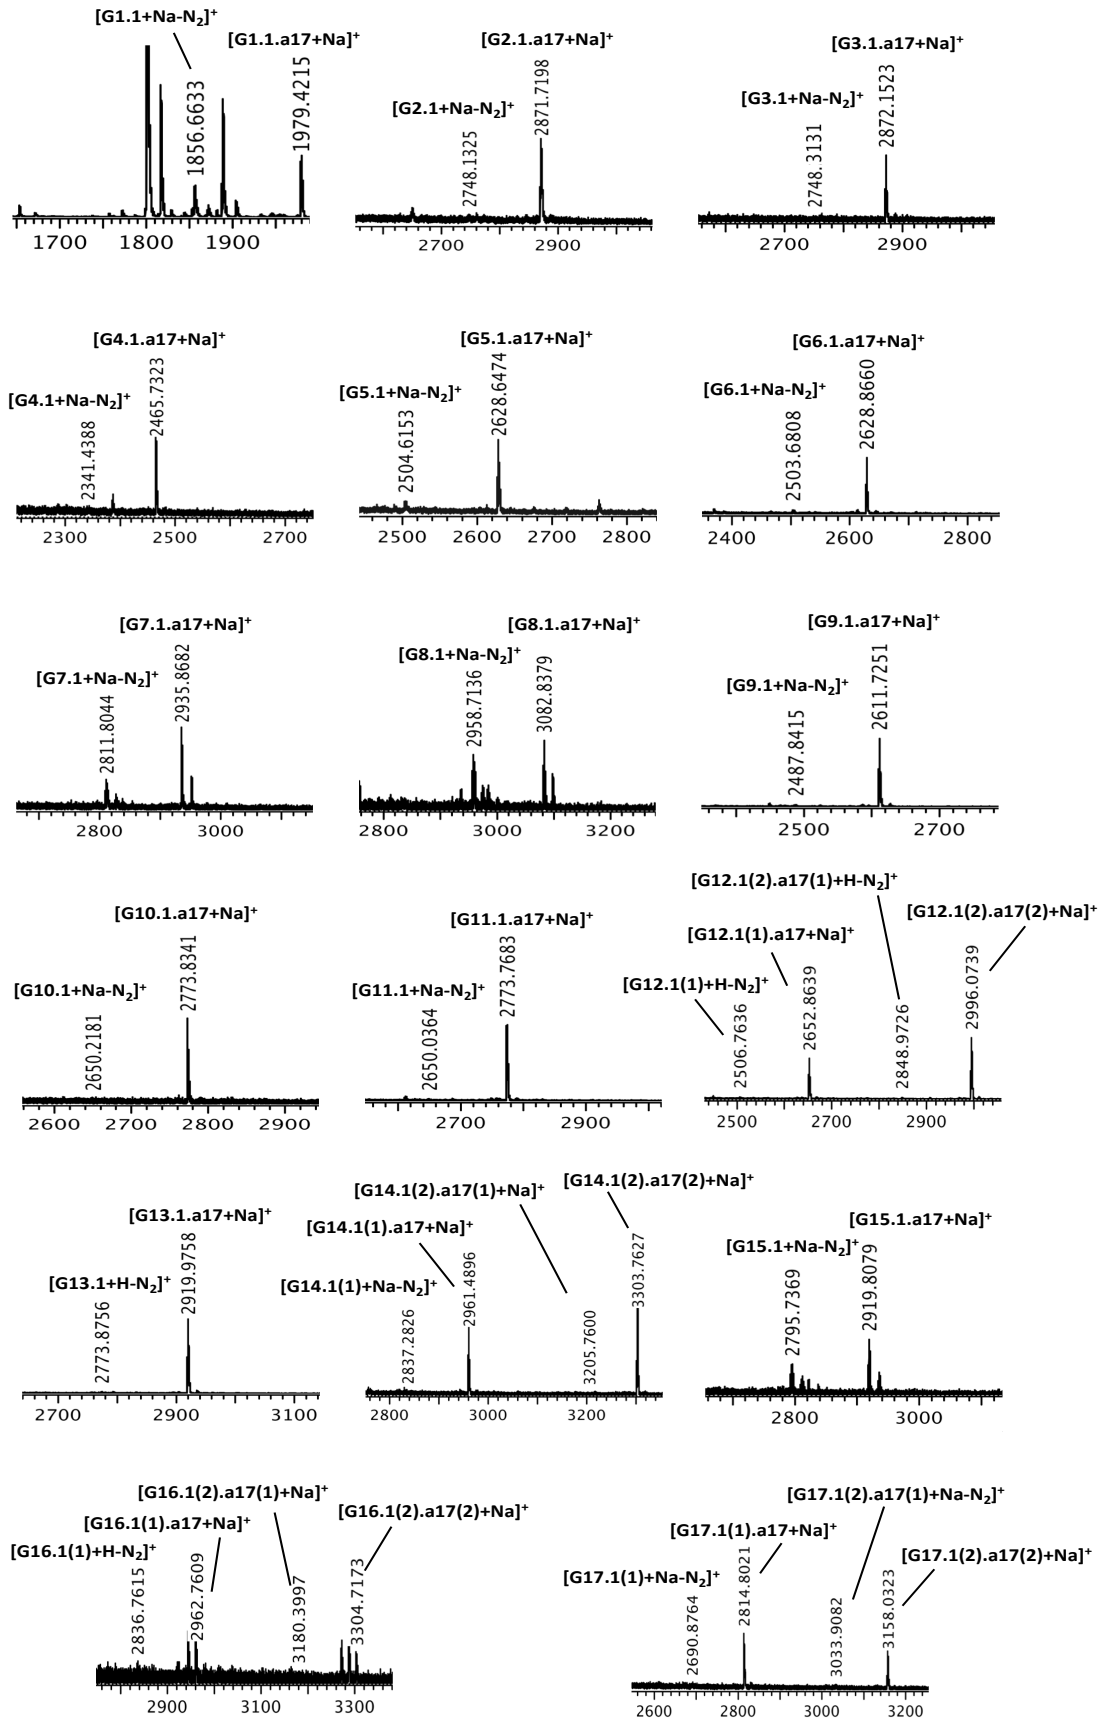 [G1.1+Na-N₂]⁺
[G1.1.a17+Na]⁺
1856.6633
1979.4215
1700 1800 1900
[G2.1.a17+Na]⁺
[G2.1+Na-N₂]⁺
2748.1325
2871.7198
2700 2900
[G3.1.a17+Na]⁺
[G3.1+Na-N₂]⁺
2748.3131
2872.1523
2700 2900
[G4.1.a17+Na]⁺
[G4.1+Na-N₂]⁺
2341.4388
2465.7323
2300 2500 2700
[G5.1.a17+Na]⁺
[G5.1+Na-N₂]⁺
2504.6153
2628.6474
2500 2600 2700 2800
[G6.1.a17+Na]⁺
[G6.1+Na-N₂]⁺
2503.6808
2628.8660
2400 2600 2800
[G7.1.a17+Na]⁺
[G7.1+Na-N₂]⁺
2811.8044
2935.8682
2800 3000
[G8.1.a17+Na]⁺
[G8.1+Na-N₂]⁺
2958.7136
3082.8379
2800 3000 3200
[G9.1.a17+Na]⁺
[G9.1+Na-N₂]⁺
2487.8415
2611.7251
2500 2700
[G10.1.a17+Na]⁺
[G10.1+Na-N₂]⁺
2650.2181
2773.8341
2600 2700 2800 2900
[G11.1.a17+Na]⁺
[G11.1+Na-N₂]⁺
2650.0364
2773.7683
2700 2900
[G12.1(2).a17(1)+H-N₂]⁺
[G12.1(2).a17(2)+Na]⁺
[G12.1(1).a17+Na]⁺
[G12.1(1)+H-N₂]⁺
2506.7636
2652.8639
2848.9726
2996.0739
2500 2700 2900
[G13.1.a17+Na]⁺
[G13.1+H-N₂]⁺
2773.8756
2919.9758
2700 2900 3100
[G14.1(2).a17(2)+Na]⁺
[G14.1(2).a17(1)+Na]⁺
[G14.1(1).a17+Na]⁺
[G14.1(1)+Na-N₂]⁺
2837.2826
2961.4896
3205.7600
3303.7627
2800 3000 3200
[G15.1.a17+Na]⁺
[G15.1+Na-N₂]⁺
2795.7369
2919.8079
2800 3000
[G16.1(2).a17(1)+Na]⁺
[G16.1(2).a17(2)+Na]⁺
[G16.1(1).a17+Na]⁺
[G16.1(1)+H-N₂]⁺
2836.7615
2962.7609
3180.3997
3304.7173
2900 3100 3300
[G17.1(2).a17(1)+Na-N₂]⁺
[G17.1(1).a17+Na]⁺
[G17.1(2).a17(2)+Na]⁺
[G17.1(1)+Na-N₂]⁺
2690.8764
2814.8021
3033.9082
3158.0323
2600 2800 3000 3200